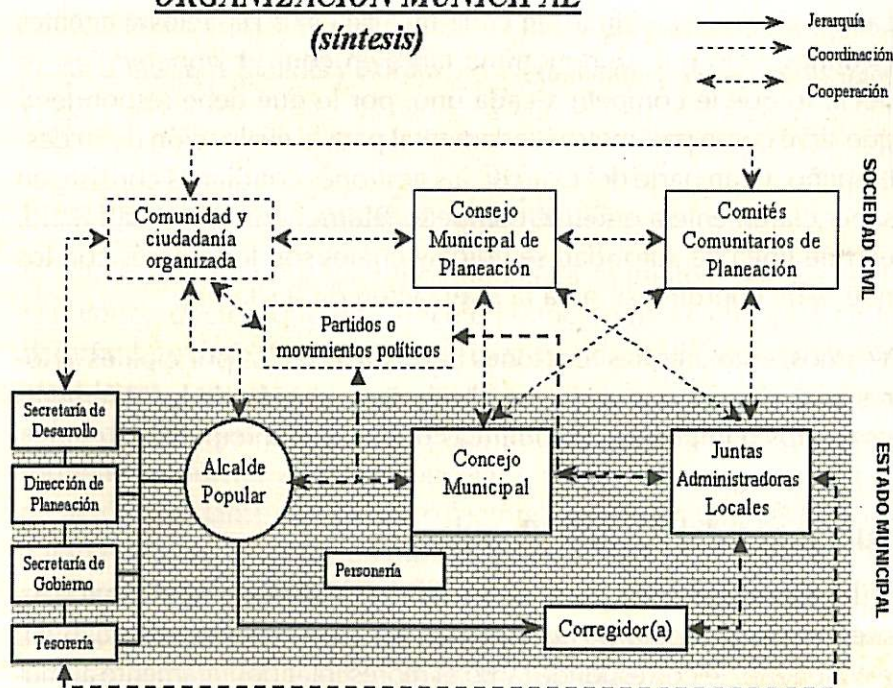 ORGANIZACIÓN MUNICIPAL
(síntesis)
Jerarquía
Coordinación
Cooperación
SOCIEDAD CIVIL
Comunidad y
ciudadanía
organizada
Consejo
Municipal de
Planeación
Comités
Comunitarios de
Planeación
Partidos o
movimientos políticos
ESTADO MUNICIPAL
Secretaría de
Desarrollo
Dirección de
Planeación
Secretaría de
Gobierno
Tesorería
Alcalde
Popular
Concejo
Municipal
Juntas
Administradoras
Locales
Personería
Corregidor(a)